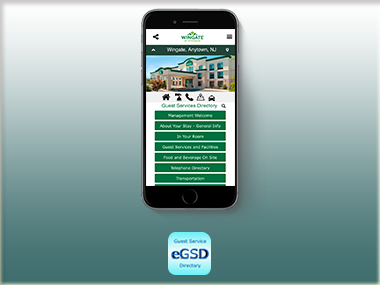 WINGATE
Wingate, Anytown, NJ
Guest Services Directory
Management Welcome
About Your Stay - General Info
In Your Room
Guest Services and Facilities
Food and Beverage On Site
Telephone Directory
Transportation
Guest Service
eGSD
Directory